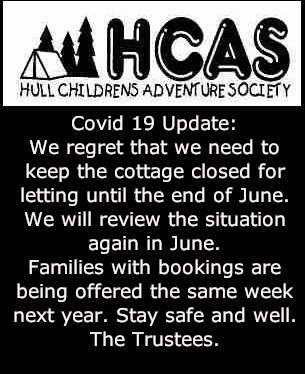 HCAS
HULL CHILDRENS ADVENTURE SOCIETY
Covid 19 Update:
We regret that we need to
keep the cottage closed for
letting until the end of June.
We will review the situation
again in June.
Families with bookings are
being offered the same week
next year. Stay safe and well.
The Trustees.